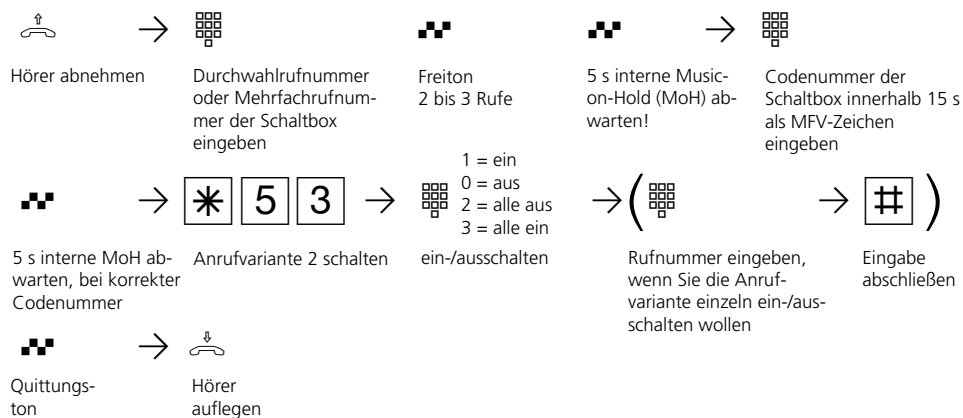 Hörer abnehmen
Durchwahlrufnummer
oder Mehrfachrufnum-
mer der Schaltbox
eingeben
Freiton
2 bis 3 Rufe
5 s interne Music-
on-Hold (MoH) ab-
warten!
Codenummer der
Schaltbox innerhalb 15 s
als MFV-Zeichen
eingeben
* 5 3
1 = ein
0 = aus
2 = alle aus
3 = alle ein
( # )
5 s interne MoH ab-
warten, bei korrekter
Codenummer
Anrufvariante 2 schalten
ein-/ausschalten
Rufnummer eingeben,
wenn Sie die Anruf-
variante einzeln ein-/aus-
schalten wollen
Eingabe
abschließen
Quittungs-
ton
Hörer
auflegen